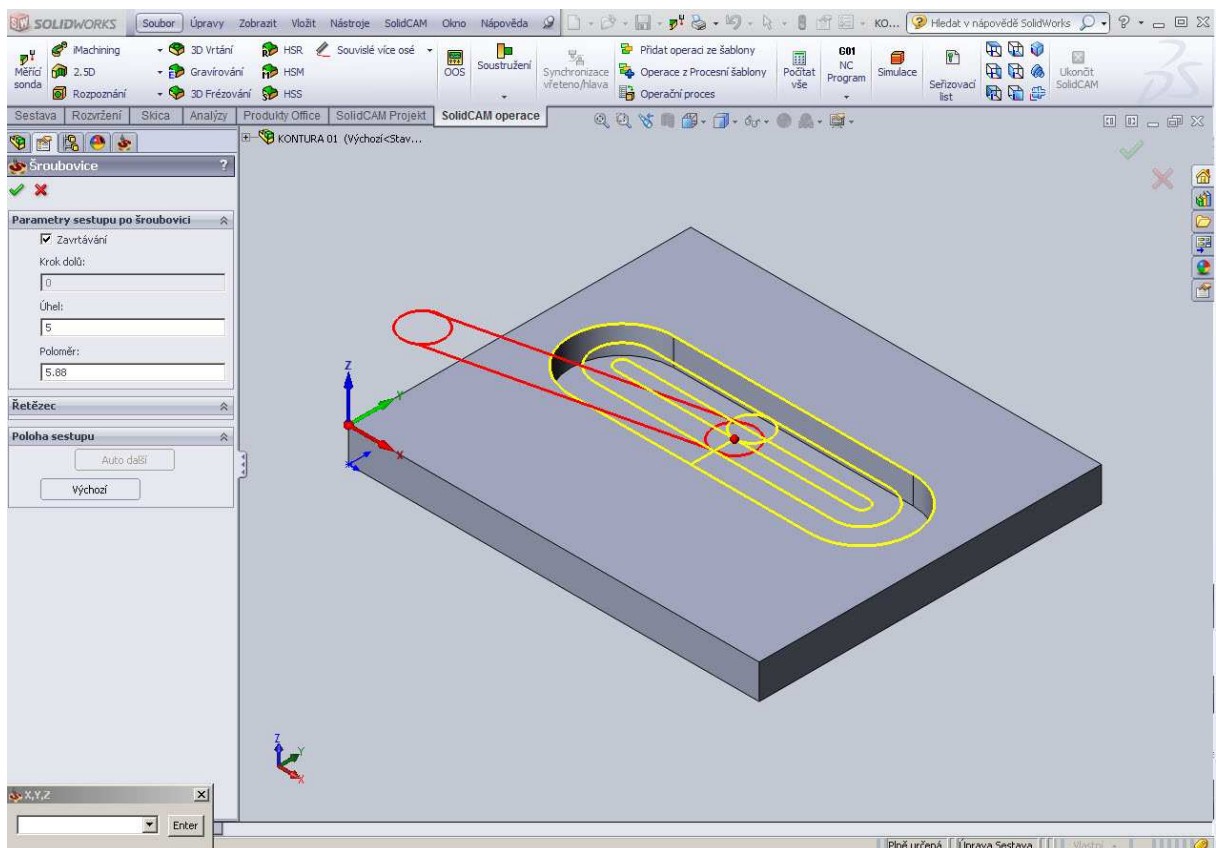 SOLIDWORKS Soubor Úpravy Zobrazit Vložit Nástroje SolidCAM Okno Nápověda KO... Hledat v nápovědě SolidWorks
Měřící sonda
iMachining
2.5D
Rozpoznání
3D Vrtání
Gravírování
3D Frézování
HSR
HSM
HSS
Souvislé více osé
OOS
Soustružení
Synchronizace
vřeteno/hlava
Přidat operaci ze šablony
Operace z Procesní šablony
Operační proces
Počítat
vše
G01
NC
Program
Simulace
Seřizovací
list
Ukončit
SolidCAM
Sestava Rozvržení Skica Analýzy Produkty Office SolidCAM Projekt SolidCAM operace
KONTURA 01 (Výchozí<Stav...
Šroubovice ?
Parametry sestupu po šroubovici
Zavrtávání
Krok dolů:
0
Úhel:
5
Poloměr:
5.88
Řetězec
Poloha sestupu
Auto další
Výchozí
Z
Y
X
Z
Y
X
X,Y,Z
Enter
Plně určená Úprava Sestava Vlastní